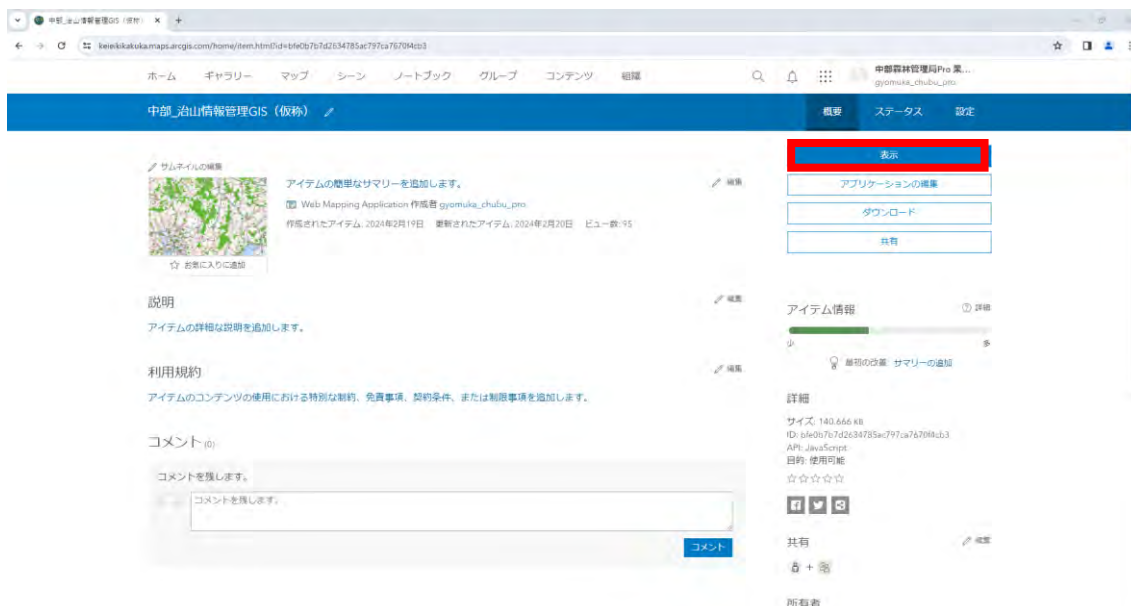 中部_治山情報管理GIS（仮称）
keieikikakuka.maps.arcgis.com/home/item.html?id=bfe0b7b7d2634785ac797ca7670f4cb3
ホーム ギャラリー マップ シーン ノートブック グループ コンテンツ 組織
中部森林管理局Pro 業...
gyomuka_chubu_pro
中部_治山情報管理GIS（仮称）
概要 ステータス 設定
サムネイルの編集
アイテムの簡単なサマリーを追加します。
編集
Web Mapping Application 作成者 gyomuka_chubu_pro
作成されたアイテム: 2024年2月19日 更新されたアイテム: 2024年2月20日 ビュー数: 95
お気に入りに追加
表示
アプリケーションの編集
ダウンロード
共有
説明
編集
アイテムの詳細な説明を追加します。
利用規約
編集
アイテムのコンテンツの使用における特別な制約、免責事項、契約条件、または制限事項を追加します。
コメント (0)
コメントを残します。
コメントを残します。
コメント
アイテム情報
詳細
少 多
最初の改善: サマリーの追加
詳細
サイズ: 140.666 KB
ID: bfe0b7b7d2634785ac797ca7670f4cb3
API: JavaScript
目的: 使用可能
共有
編集
所有者